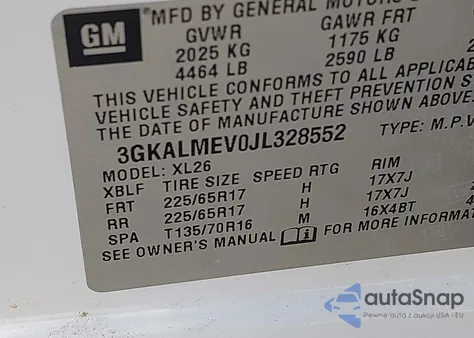 GM
MFD BY GENERAL MOTORS
GVWR GAWR FRT
2025 KG 1175 KG
4464 LB 2590 LB
THIS VEHICLE CONFORMS TO ALL APPLICAB
VEHICLE SAFETY AND THEFT PREVENTION
DATE OF MANUFACTURE SHOWN ABOVE.
3GKALMEV0JL328552 TYPE: M.P.V
MODEL: XL26
XBLF TIRE SIZE SPEED RTG RIM
FRT 225/65R17 H 17X7J
RR 225/65R17 H 17X7J
SPA T135/70R16 M 16X4BT
SEE OWNER'S MANUAL FOR MORE INFORMAT
autoSnap
Pewne auta z aukcji USA i EU